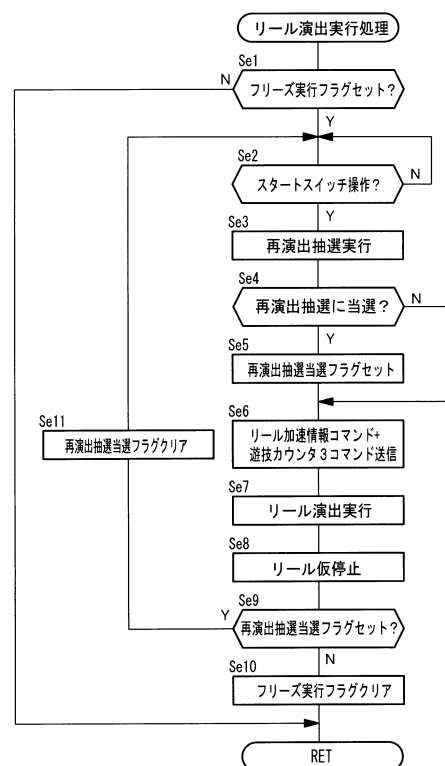 リール演出実行処理
Se1
N
フリーズ実行フラグセット？
Y
Se2
スタートスイッチ操作？
N
Y
Se3
再演出抽選実行
Se4
再演出抽選に当選？
N
Y
Se5
再演出抽選当選フラグセット
Se6
リール加速情報コマンド+
遊技カウンタ３コマンド送信
Se11
再演出抽選当選フラグクリア
Se7
リール演出実行
Se8
リール仮停止
Se9
Y
再演出抽選当選フラグセット？
N
Se10
フリーズ実行フラグクリア
RET